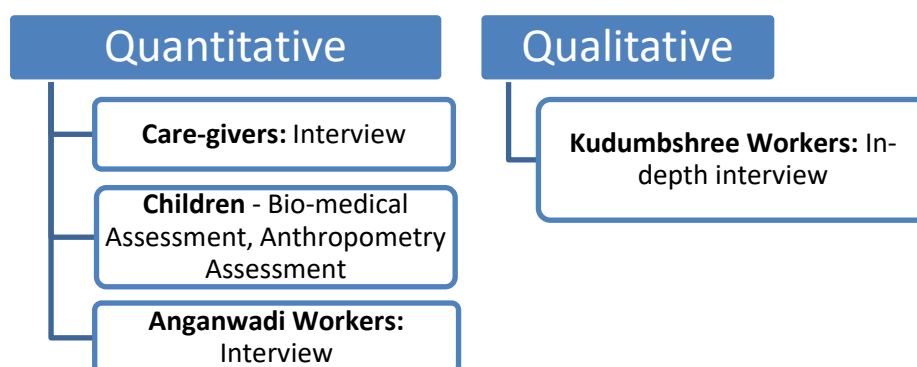 Quantitative
Care-givers: Interview
Children - Bio-medical
Assessment, Anthropometry
Assessment
Anganwadi Workers:
Interview
Qualitative
Kudumbshree Workers: In-
depth interview